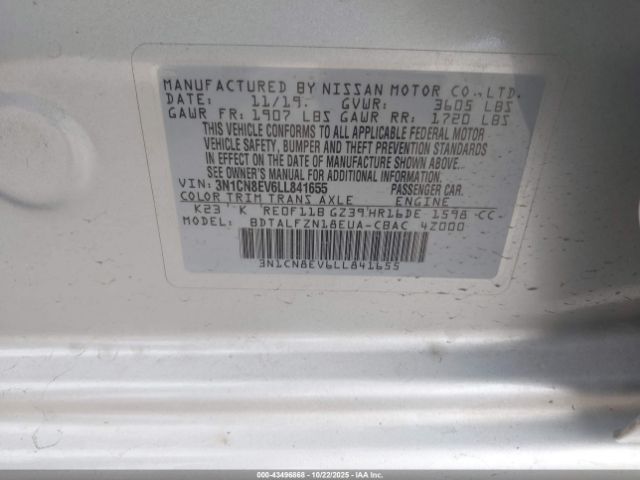 MANUFACTURED BY NISSAN MOTOR CO., LTD.
DATE: 11/19. GVWR: 3605 LBS
GAWR FR: 1907 LBS GAWR RR: 1720 LBS
THIS VEHICLE CONFORMS TO ALL APPLICABLE FEDERAL MOTOR
VEHICLE SAFETY, BUMPER AND THEFT PREVENTION STANDARDS
IN EFFECT ON THE DATE OF MANUFACTURE SHOWN ABOVE.
SEE OWNER'S MANUAL FOR ADDITIONAL INFORMATION
VIN: 3N1CN8EV6LL841655 PASSENGER CAR.
COLOR TRIM TRANS AXLE ENGINE
K23 K RE0F11B GZ39 HR16DE 1598 CC
MODEL: BDTALFZN18EUA-CBAC 4Z000
3N1CN8EV6LL841655
000-43496868 | 10/22/2025 | IAA Inc.